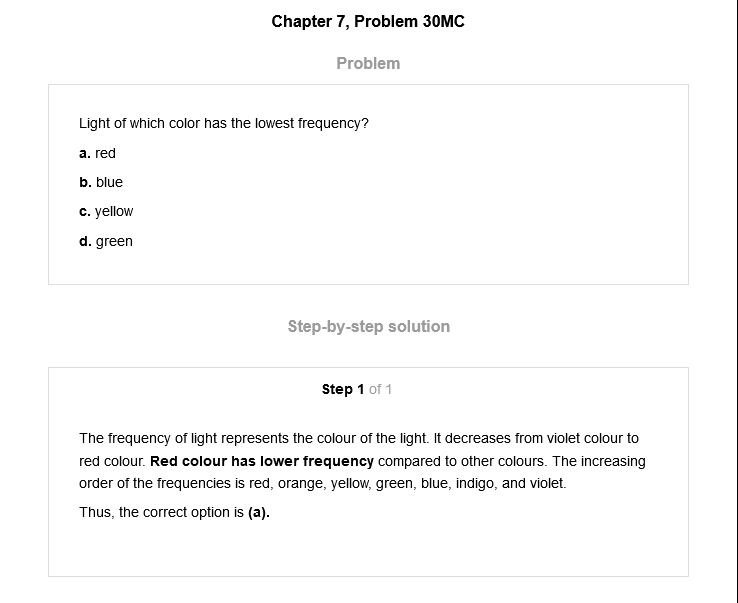 Chapter 7, Problem 30MC
Problem
Light of which color has the lowest frequency?
a. red
b. blue
c. yellow
d. green
Step-by-step solution
Step 1 of 1
The frequency of light represents the colour of the light. It decreases from violet colour to
red colour. Red colour has lower frequency compared to other colours. The increasing
order of the frequencies is red, orange, yellow, green, blue, indigo, and violet.
Thus, the correct option is (a).